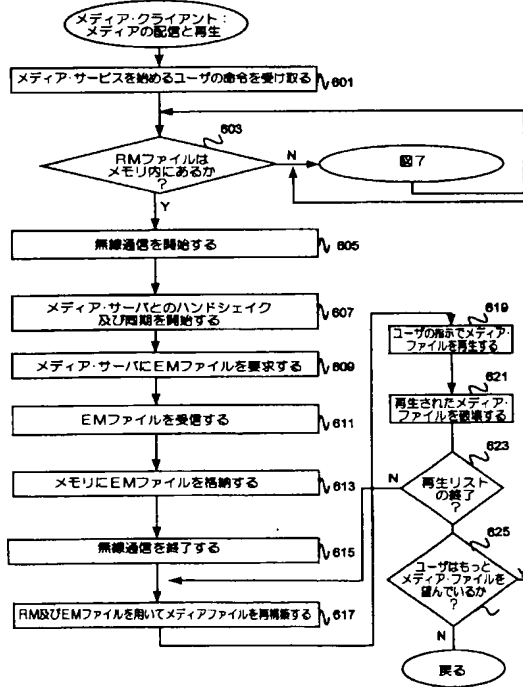 メディア・クライアント：
メディアの配信と再生
メディア・サービスを始めるユーザの命令を受け取る
601
603
RMファイルは
メモリ内にあるか
?
N
図7
Y
無線通信を開始する
605
メディア・サーバとのハンドシェイク
及び同期を開始する
607
メディア・サーバにEMファイルを要求する
609
EMファイルを受信する
611
メモリにEMファイルを格納する
613
無線通信を終了する
615
RM及びEMファイルを用いてメディアファイルを再構築する
617
619
ユーザの指示でメディア・
ファイルを再生する
621
再生されたメディア・
ファイルを破壊する
623
N
再生リスト
の終了
?
625
ユーザはもっと
メディア・ファイルを
望んでいるか
?
Y
N
戻る